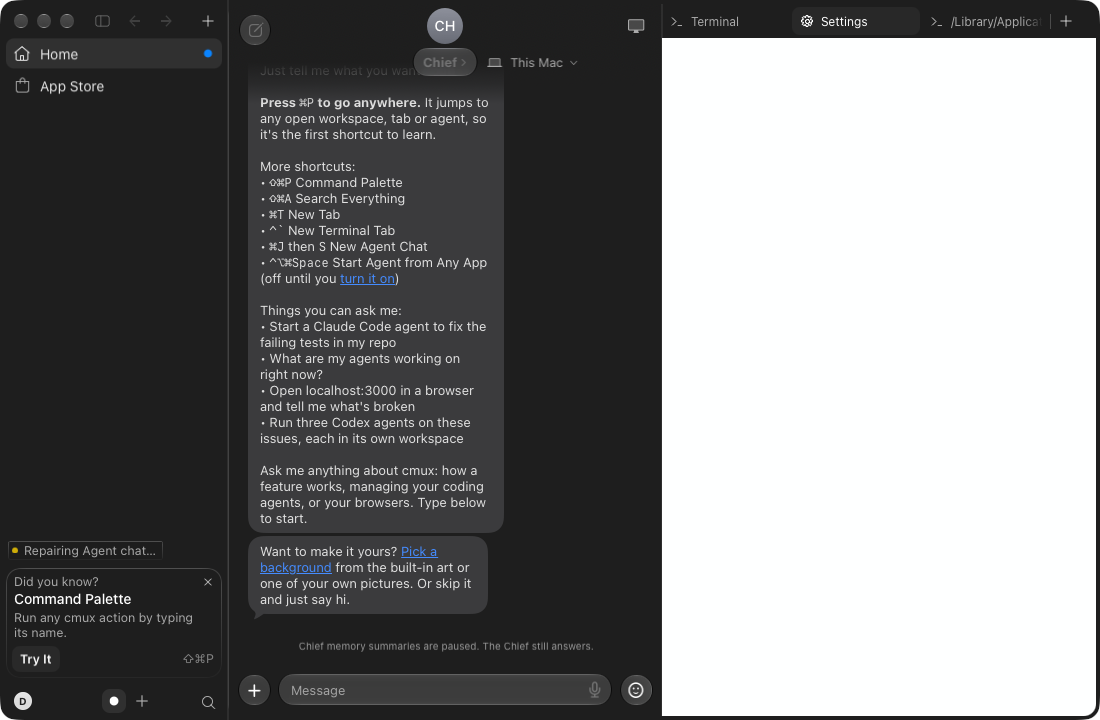 Home
App Store
Repairing Agent chat...
Did you know?
Command Palette
Run any cmux action by typing
its name.
Try It
⇧⌘P
D
CH
Chief
This Mac
Just tell me what you wan
Press ⌘P to go anywhere. It jumps to
any open workspace, tab or agent, so
it's the first shortcut to learn.
More shortcuts:
• ⇧⌘P Command Palette
• ⇧⌘A Search Everything
• ⌘T New Tab
• ^` New Terminal Tab
• ⌘J then S New Agent Chat
• ^⌥⌘Space Start Agent from Any App
(off until you turn it on)
Things you can ask me:
• Start a Claude Code agent to fix the
failing tests in my repo
• What are my agents working on
right now?
• Open localhost:3000 in a browser
and tell me what's broken
• Run three Codex agents on these
issues, each in its own workspace
Ask me anything about cmux: how a
feature works, managing your coding
agents, or your browsers. Type below
to start.
Want to make it yours? Pick a
background from the built-in art or
one of your own pictures. Or skip it
and just say hi.
Chief memory summaries are paused. The Chief still answers.
Message
Terminal
Settings
/Library/Applicat